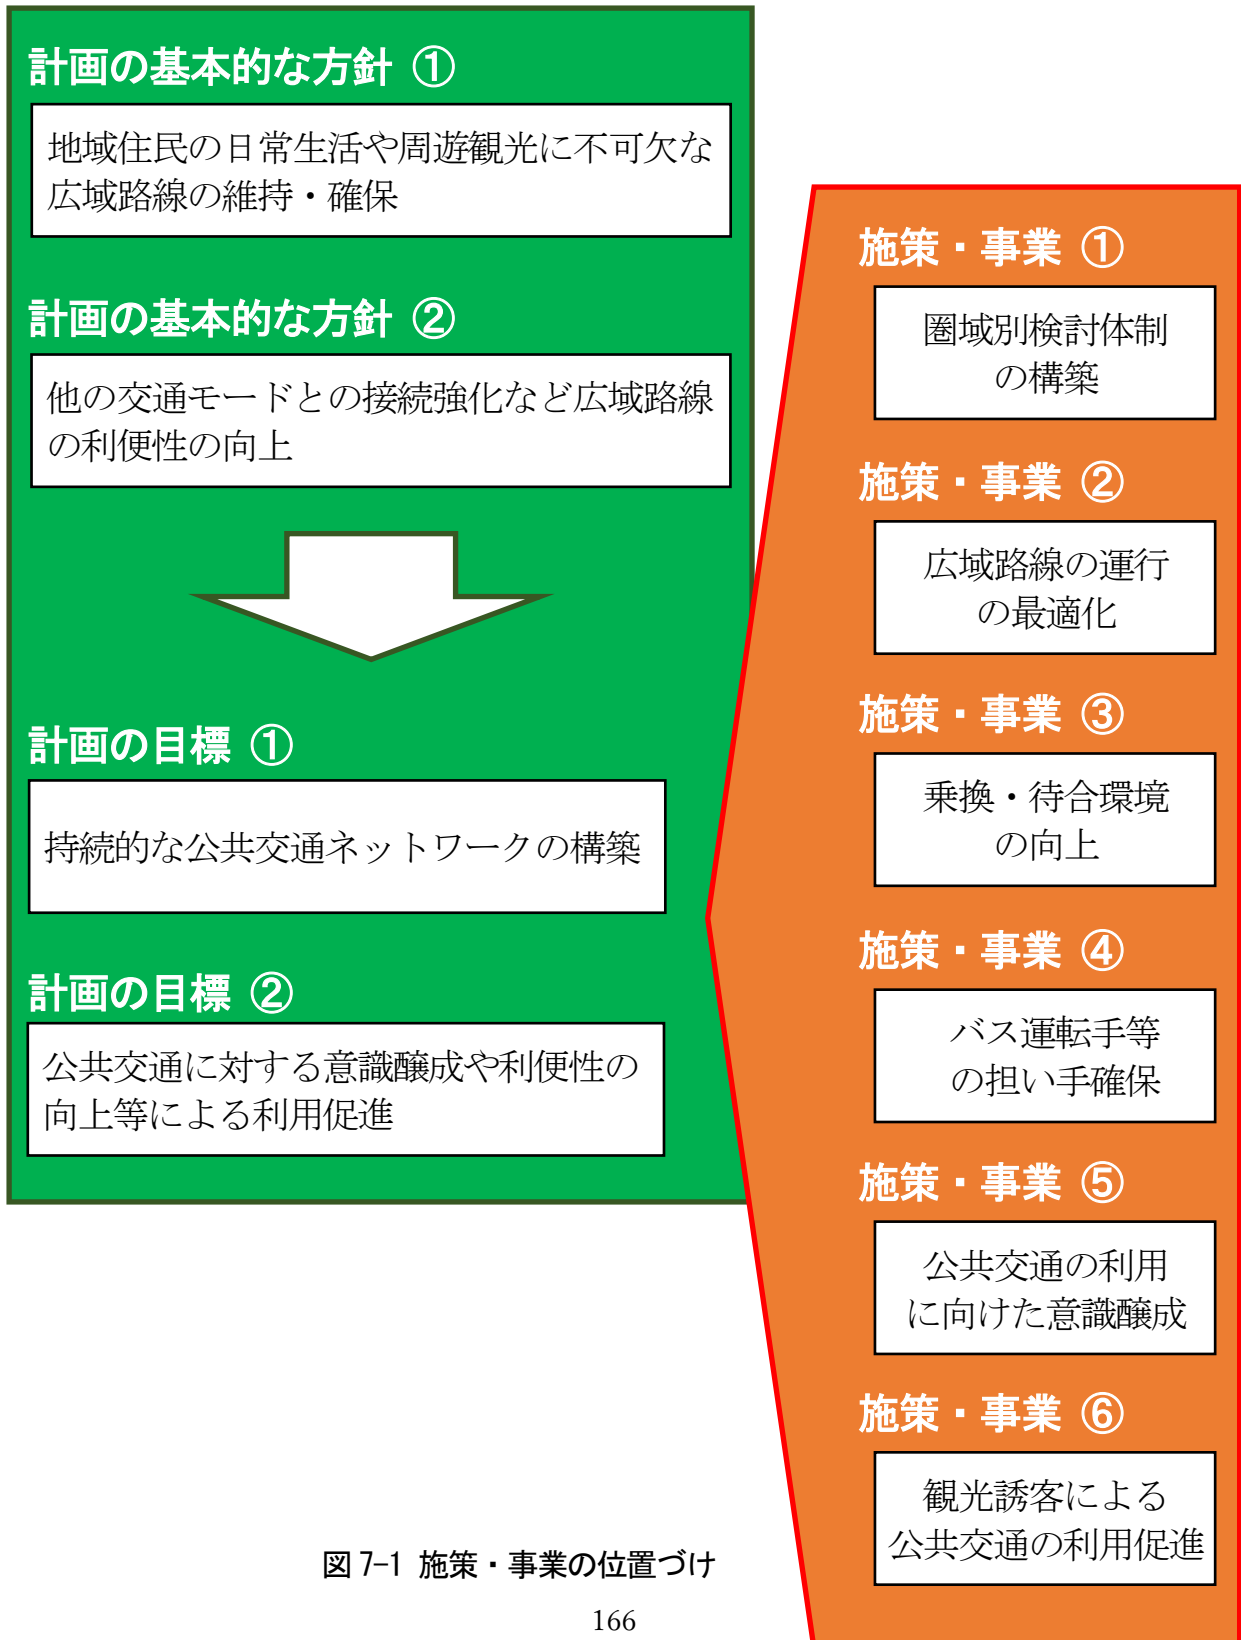 計画の基本的な方針 ①
地域住民の日常生活や周遊観光に不可欠な
広域路線の維持・確保
計画の基本的な方針 ②
他の交通モードとの接続強化など広域路線
の利便性の向上
計画の目標 ①
持続的な公共交通ネットワークの構築
計画の目標 ②
公共交通に対する意識醸成や利便性の
向上等による利用促進
施策・事業 ①
圏域別検討体制
の構築
施策・事業 ②
広域路線の運行
の最適化
施策・事業 ③
乗換・待合環境
の向上
施策・事業 ④
バス運転手等
の担い手確保
施策・事業 ⑤
公共交通の利用
に向けた意識醸成
施策・事業 ⑥
観光誘客による
公共交通の利用促進
図 7-1 施策・事業の位置づけ
166